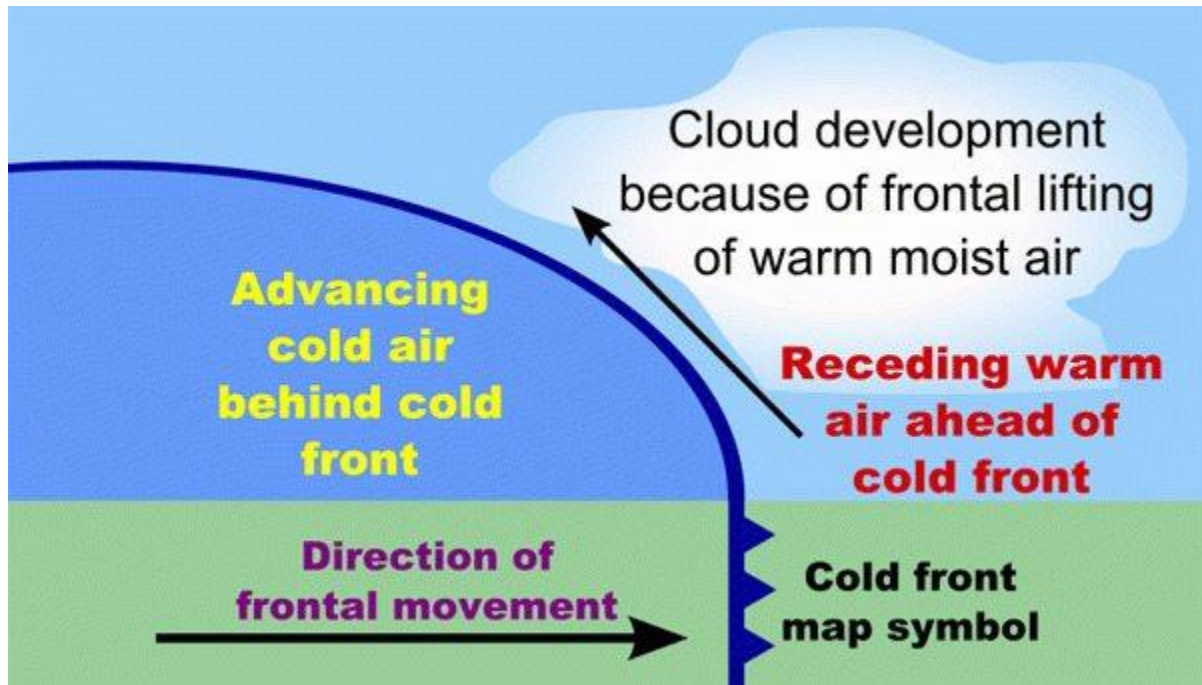 Cloud development
because of frontal lifting
of warm moist air
Advancing
cold air
behind cold
front
Receding warm
air ahead of
cold front
Direction of
frontal movement
Cold front
map symbol